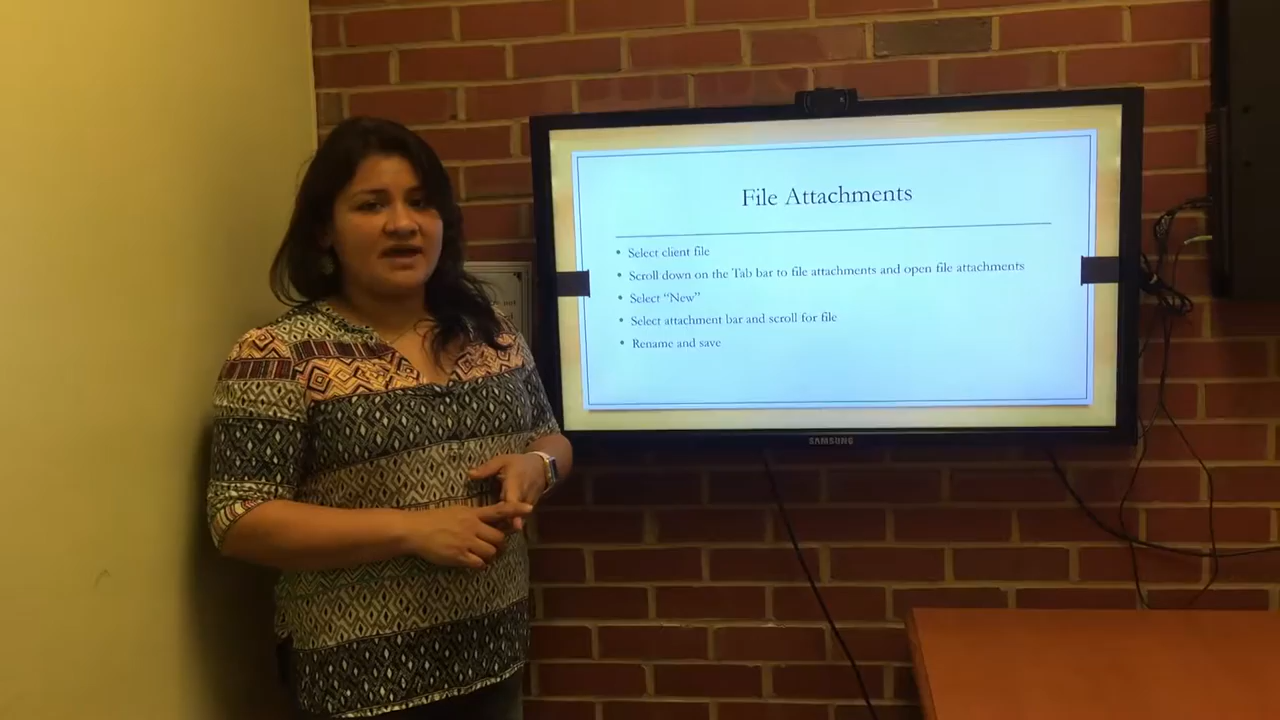 File Attachments
• Select client file
• Scroll down on the Tab bar to file attachments and open file attachments
• Select “New”
• Select attachment bar and scroll for file
• Rename and save
SAMSUNG